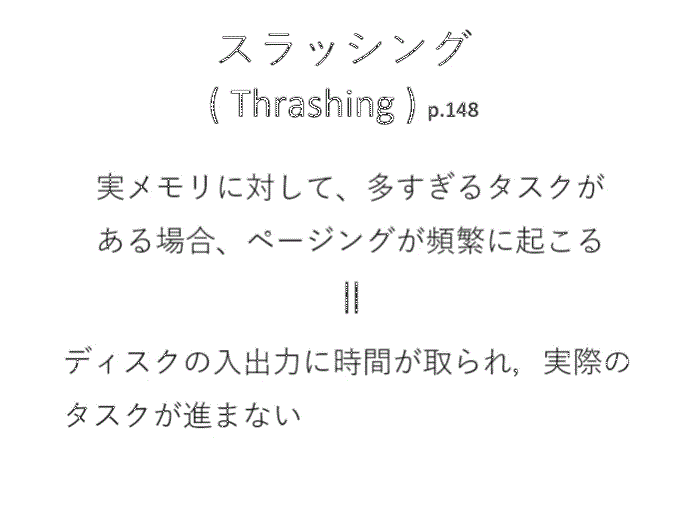 スラッシング
( Thrashing ) p.148
実メモリに対して、多すぎるタスクが
ある場合、ページングが頻繁に起こる
||
ディスクの入出力に時間が取られ，実際の
タスクが進まない